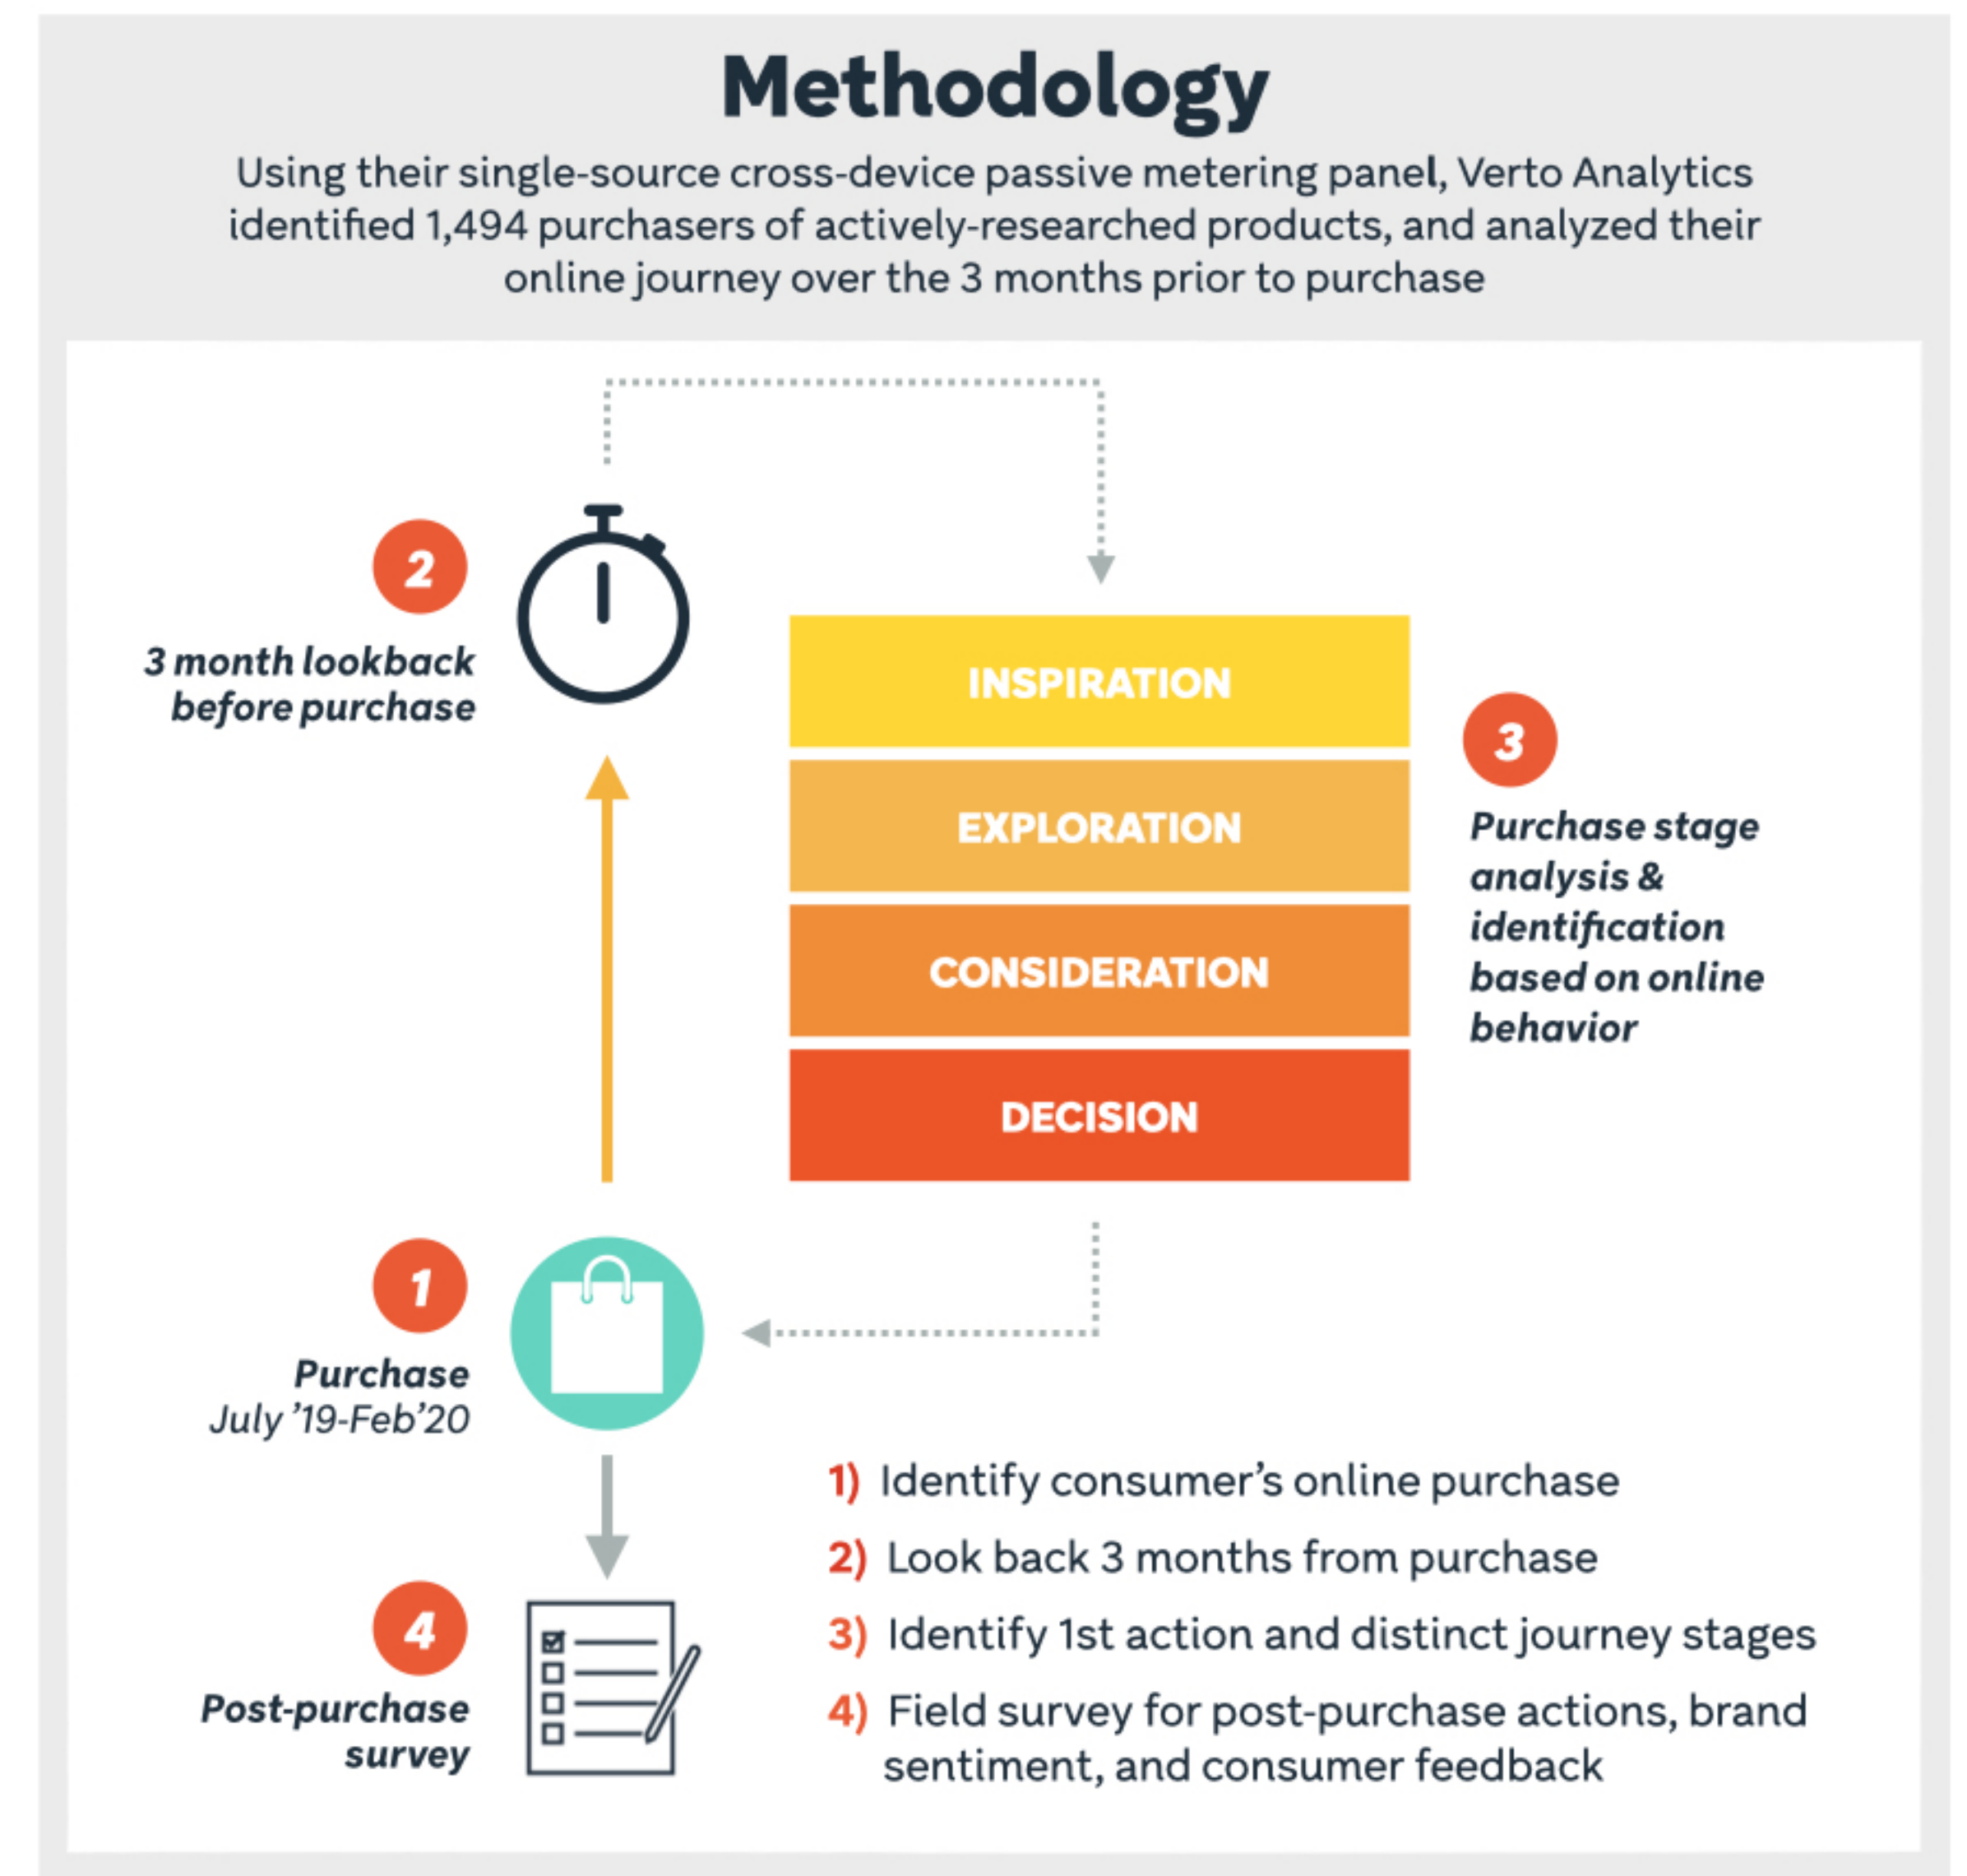 Methodology
Using their single-source cross-device passive metering panel, Verto Analytics
identified 1,494 purchasers of actively-researched products, and analyzed their
online journey over the 3 months prior to purchase
2
3 month lookback
before purchase
INSPIRATION
EXPLORATION
CONSIDERATION
DECISION
3
Purchase stage
analysis &
identification
based on online
behavior
1
Purchase
July '19-Feb'20
4
Post-purchase
survey
1) Identify consumer's online purchase
2) Look back 3 months from purchase
3) Identify 1st action and distinct journey stages
4) Field survey for post-purchase actions, brand
sentiment, and consumer feedback